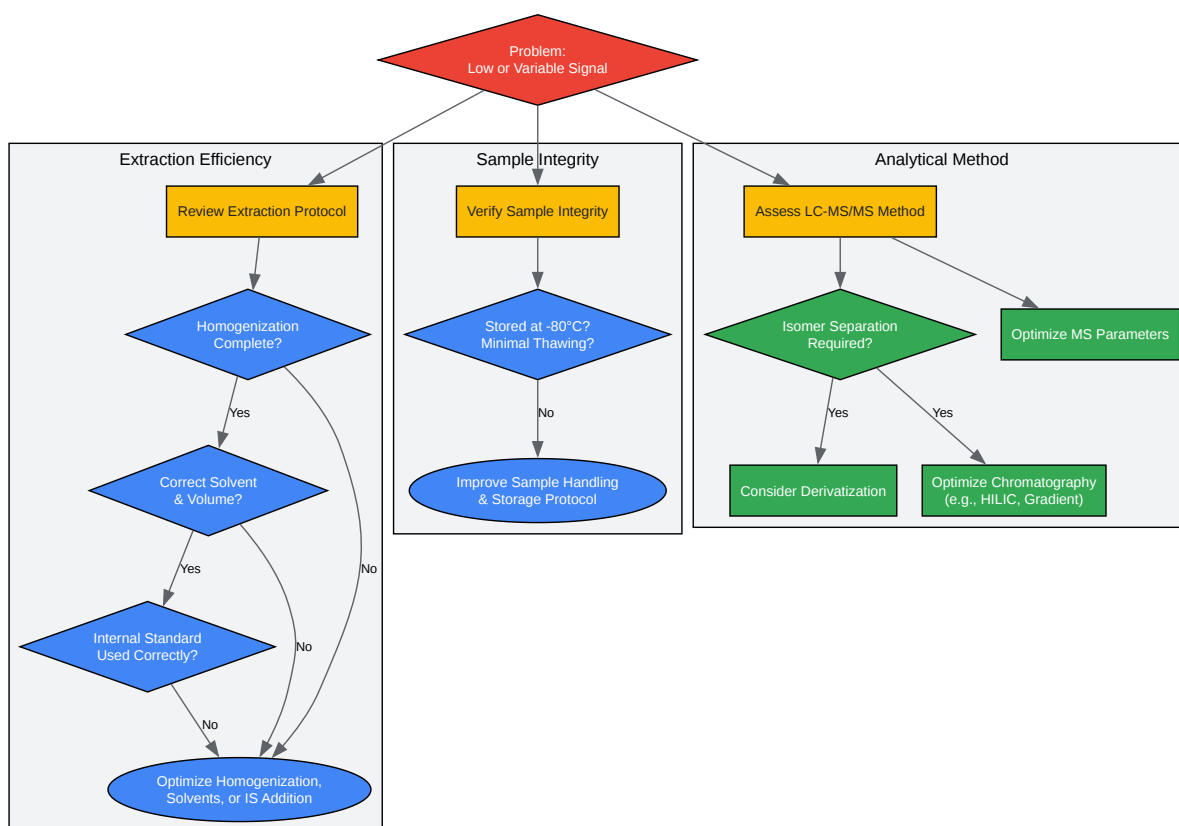 Problem:
Low or Variable Signal
Extraction Efficiency
Review Extraction Protocol
Homogenization
Complete?
Yes
No
Correct Solvent
& Volume?
Yes
No
Internal Standard
Used Correctly?
No
Optimize Homogenization,
Solvents, or IS Addition
Sample Integrity
Verify Sample Integrity
Stored at -80°C?
Minimal Thawing?
No
Improve Sample Handling
& Storage Protocol
Analytical Method
Assess LC-MS/MS Method
Isomer Separation
Required?
Optimize MS Parameters
Yes
Yes
Consider Derivatization
Optimize Chromatography
(e.g., HILIC, Gradient)